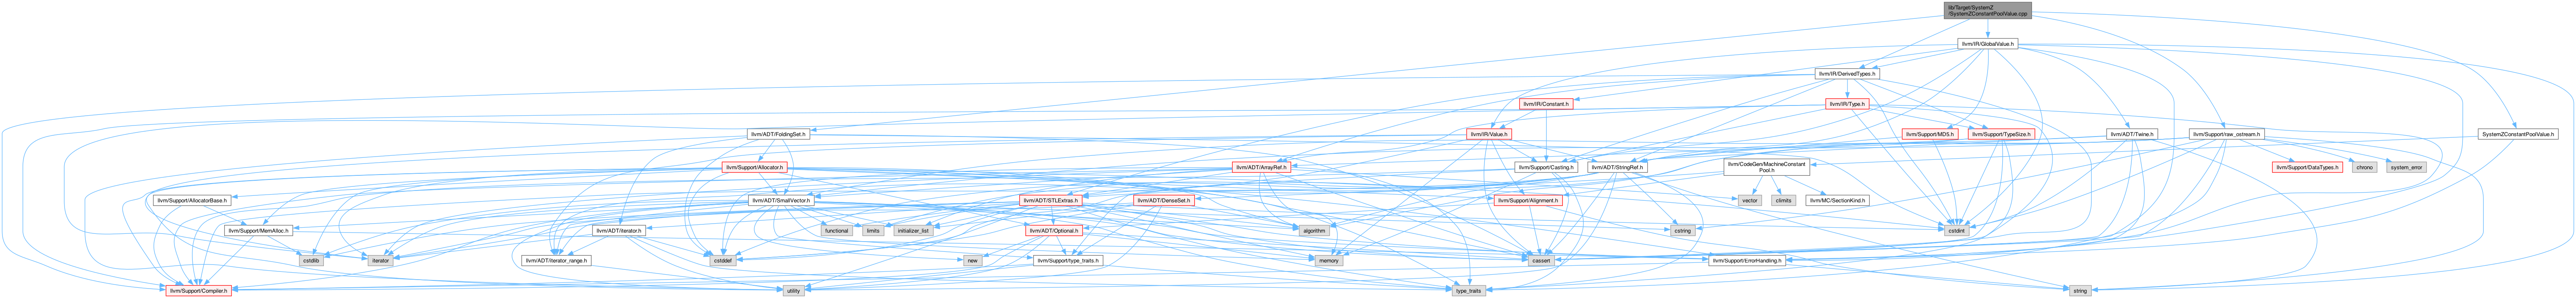 lib/Target/SystemZ
/SystemZConstantPoolValue.cpp
llvm/IR/GlobalValue.h
llvm/IR/DerivedTypes.h
llvm/IR/Constant.h
llvm/IR/Type.h
llvm/ADT/FoldingSet.h
llvm/IR/Value.h
llvm/Support/MD5.h
llvm/Support/TypeSize.h
llvm/ADT/Twine.h
llvm/Support/raw_ostream.h
SystemZConstantPoolValue.h
llvm/Support/Allocator.h
llvm/ADT/ArrayRef.h
llvm/Support/Casting.h
llvm/ADT/StringRef.h
llvm/CodeGen/MachineConstant
Pool.h
llvm/Support/DataTypes.h
chrono
system_error
llvm/Support/AllocatorBase.h
llvm/ADT/SmallVector.h
llvm/ADT/STLExtras.h
llvm/ADT/DenseSet.h
llvm/Support/Alignment.h
vector
climits
llvm/MC/SectionKind.h
llvm/Support/MemAlloc.h
llvm/ADT/iterator.h
functional
limits
initializer_list
llvm/ADT/Optional.h
algorithm
cstring
cstdint
cstdlib
iterator
llvm/ADT/iterator_range.h
cstddef
new
llvm/Support/type_traits.h
memory
cassert
llvm/Support/ErrorHandling.h
llvm/Support/Compiler.h
utility
type_traits
string